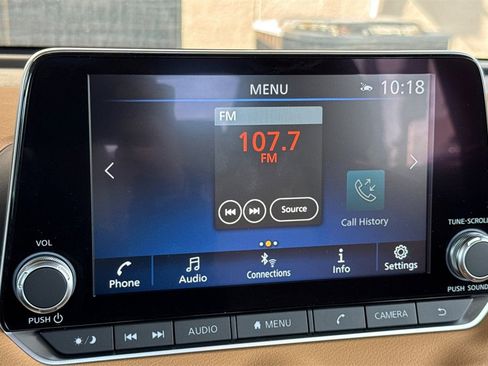 MENU
10:18
FM
107.7
FM
Source
Call History
Phone
Audio
Connections
Info
Settings
VOL
PUSH
TUNE-SCROLL
PUSH SOUND
AUDIO
MENU
CAMERA